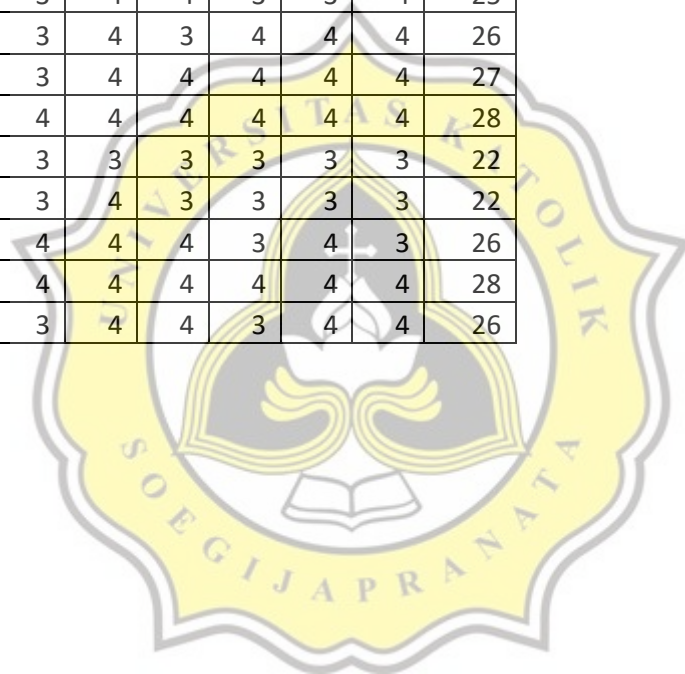 3 4 3 4 4 4 26
3 4 4 4 4 4 27
4 4 4 4 4 4 28
3 3 3 3 3 3 22
3 4 3 3 3 3 22
4 4 4 3 4 3 26
4 4 4 4 4 4 28
3 4 4 3 4 4 26
UNIVERSITAS KATOLIK
SOEGIJAPRANATA